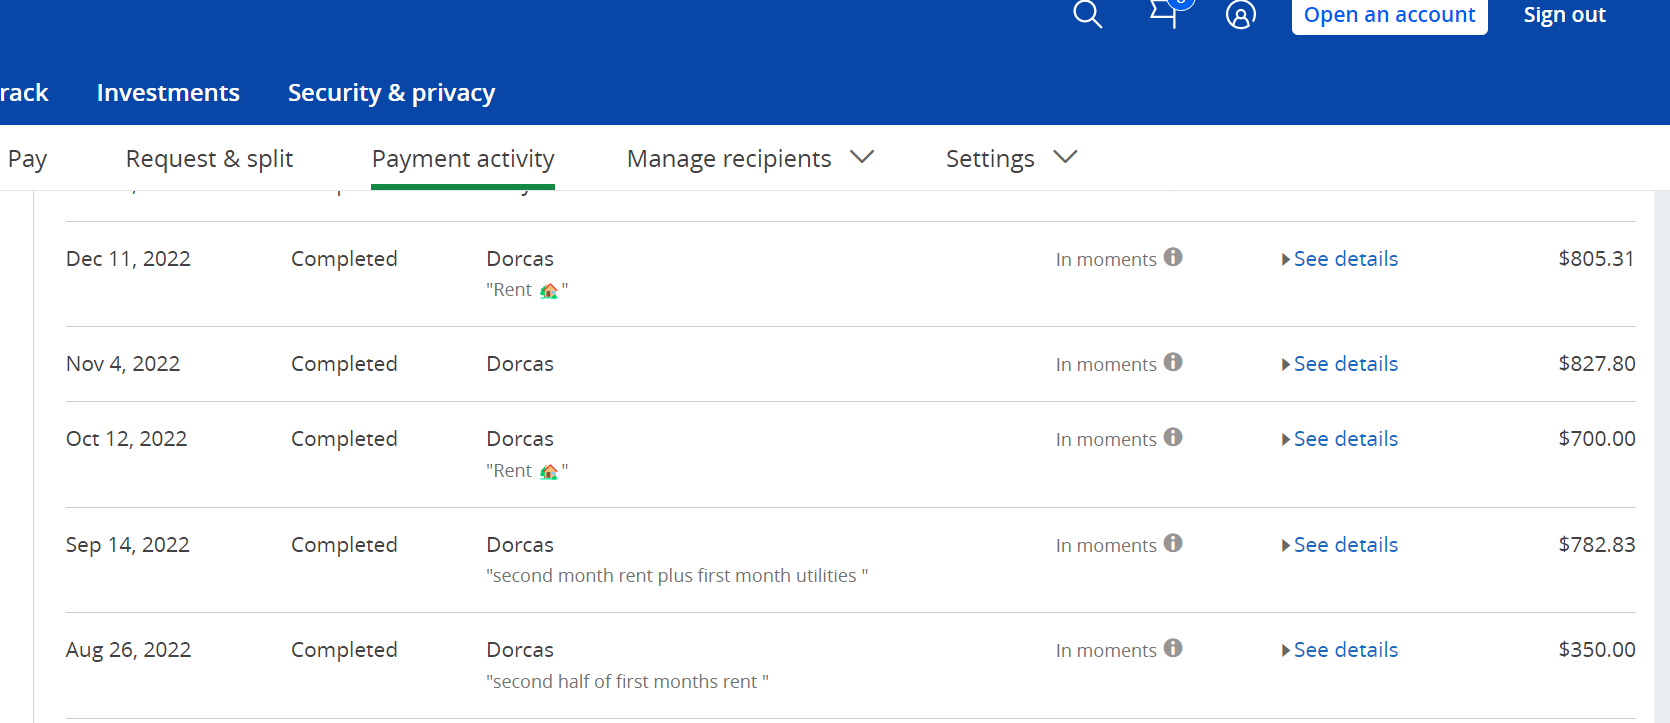 Open an account Sign out
rack Investments Security & privacy
Pay Request & split Payment activity Manage recipients Settings
Dec 11, 2022 Completed Dorcas In moments See details $805.31
"Rent 🏠"
Nov 4, 2022 Completed Dorcas In moments See details $827.80
Oct 12, 2022 Completed Dorcas In moments See details $700.00
"Rent 🏠"
Sep 14, 2022 Completed Dorcas In moments See details $782.83
"second month rent plus first month utilities "
Aug 26, 2022 Completed Dorcas In moments See details $350.00
"second half of first months rent "